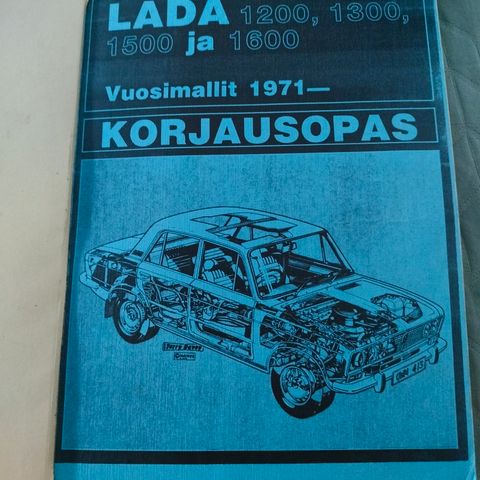 LADA 1200, 1300,
1500 ja 1600
Vuosimallit 1971—
KORJAUSOPAS